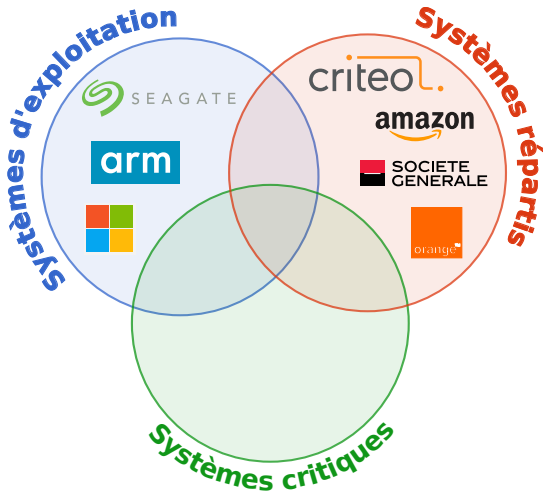 Systèmes d'exploitation
Systèmes répartis
SEAGATE
arm
criteo
amazon
SOCIETE
GENERALE
orange
Systèmes critiques